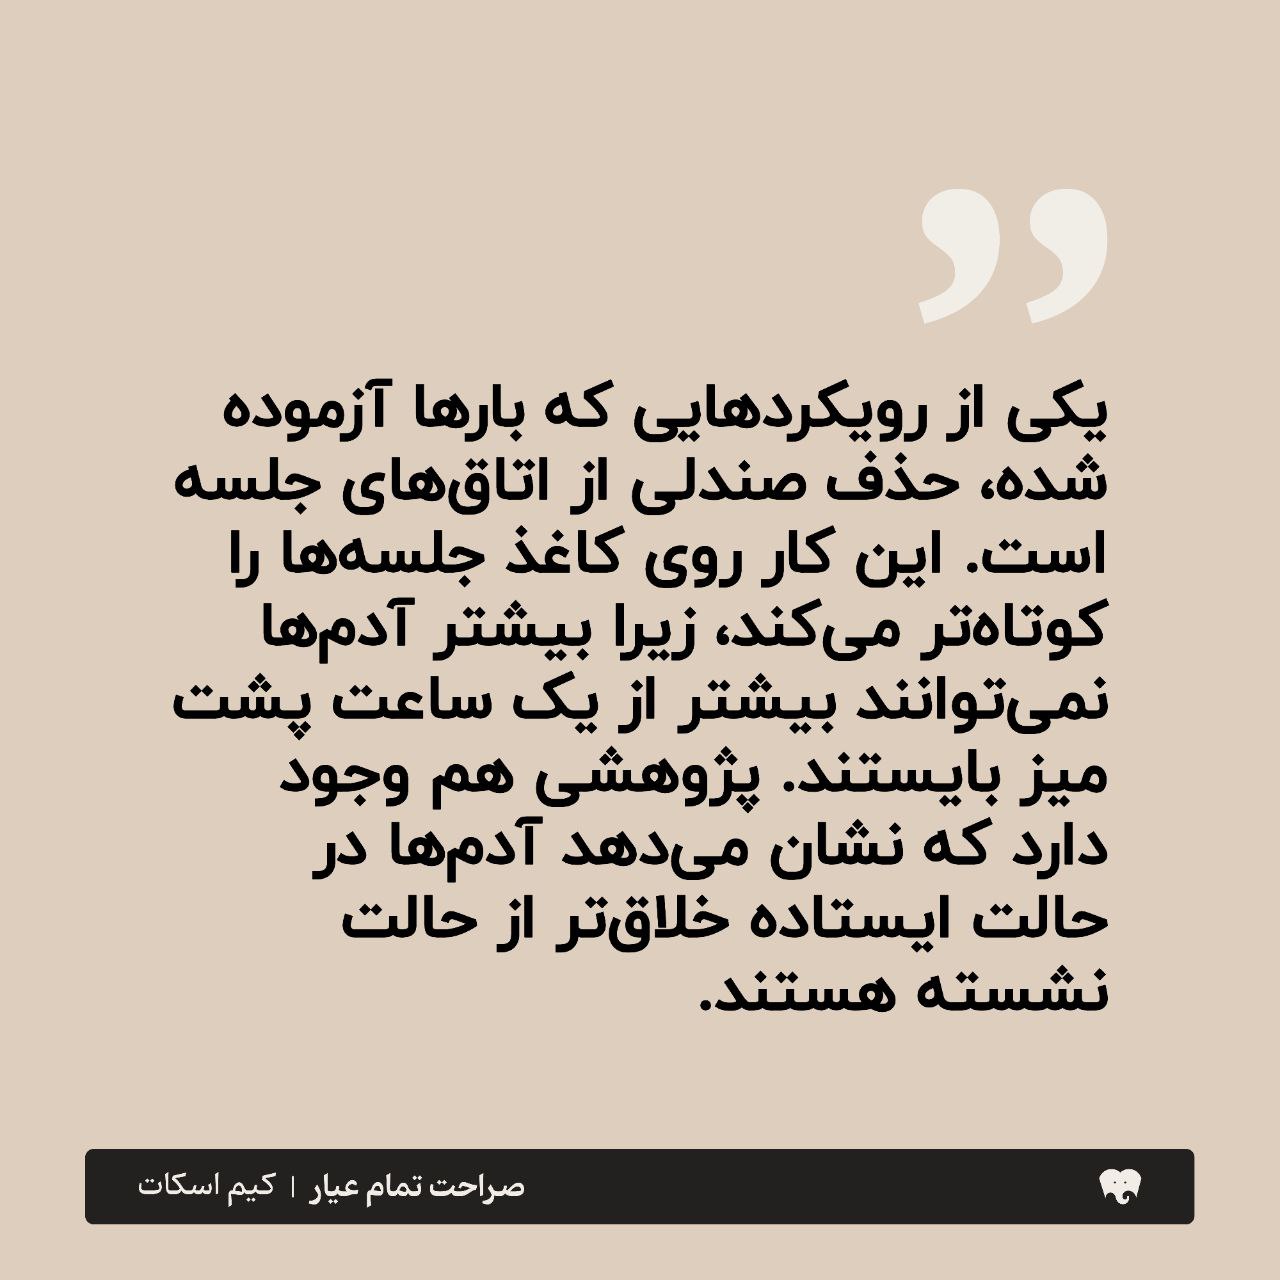 ”
یکی از رویکردهایی که بارها آزموده
شده، حذف صندلی از اتاق‌های جلسه
است. این کار روی کاغذ جلسه‌ها را
کوتاه‌تر می‌کند، زیرا بیشتر آدم‌ها
نمی‌توانند بیشتر از یک ساعت پشت
میز بایستند. پژوهشی هم وجود
دارد که نشان می‌دهد آدم‌ها در
حالت ایستاده خلاق‌تر از حالت
نشسته هستند.
صراحت تمام عیار | کیم اسکات